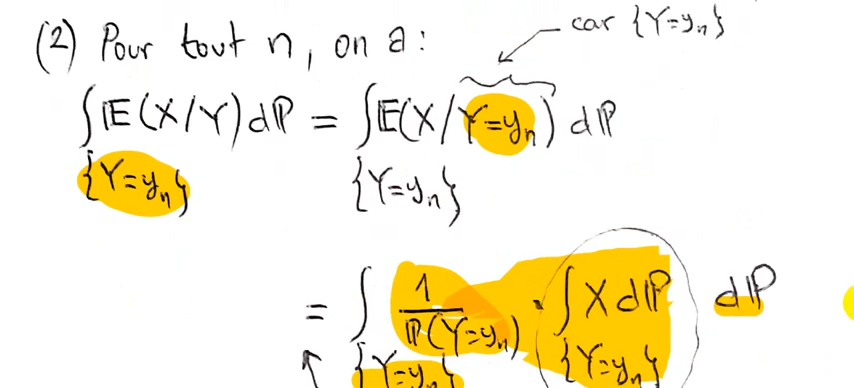 (2) Pour tout n, on a :
car {Y=yₙ}
∫E(X/Y)dℙ = ∫E(X/Y=yₙ) dℙ
{Y=yₙ} {Y=yₙ}
= ∫ 1/ℙ(Y=yₙ) · ∫X dℙ dℙ
{Y=yₙ} {Y=yₙ}